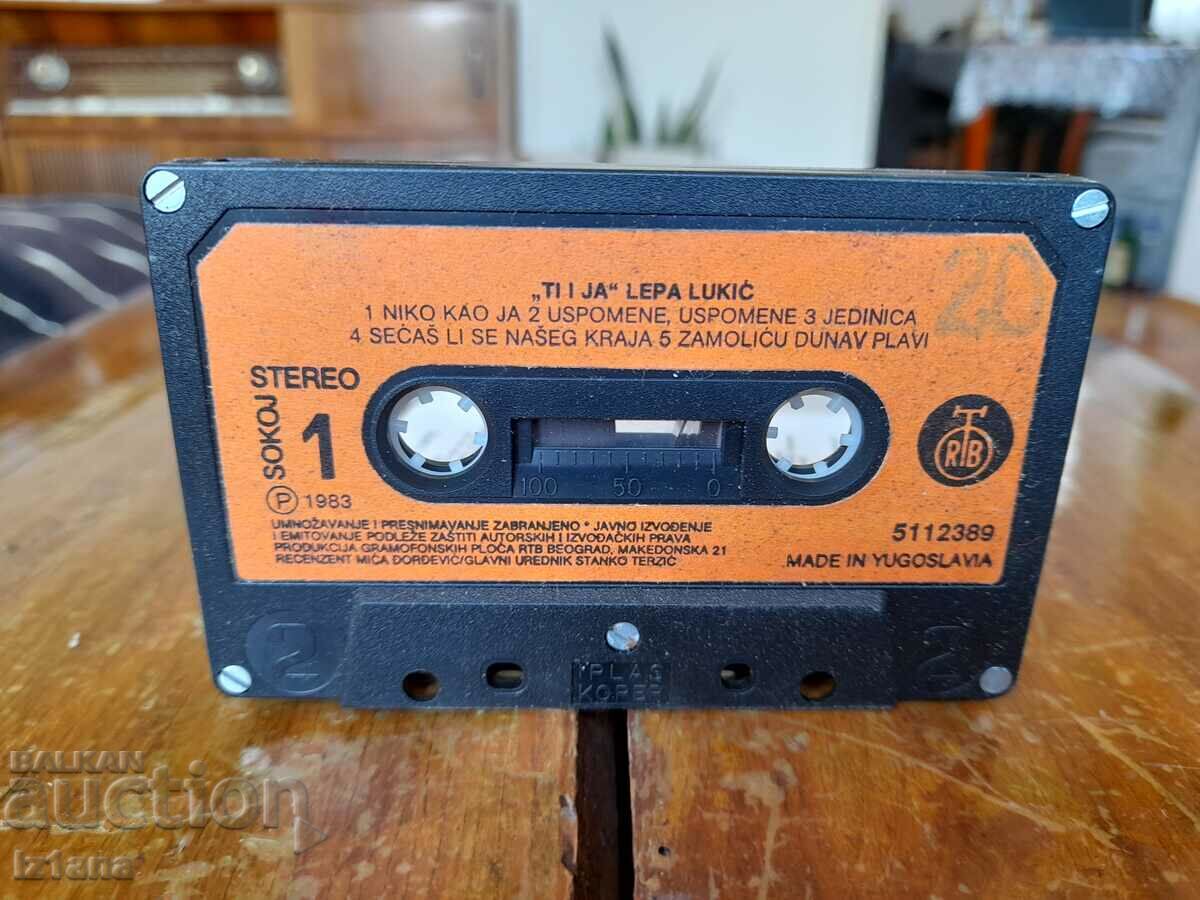 „TI I JA“ LEPA LUKIĆ
1 NIKO KAO JA 2 USPOMENE, USPOMENE 3 JEDINICA
4 SEĆAŠ LI SE NAŠEG KRAJA 5 ZAMOLIĆU DUNAV PLAVI
20
STEREO
SOKOJ
1
P 1983
RTB
UMNOŽAVANJE I PRESNIMAVANJE ZABRANJENO * JAVNO IZVOĐENJE
I EMITOVANJE PODLEŽE ZAŠTITI AUTORSKIH I IZVOĐAČKIH PRAVA
PRODUKCIJA GRAMOFONSKIH PLOČA RTB BEOGRAD, MAKEDONSKA 21
RECENZENT MIĆA ĐORĐEVIĆ/GLAVNI UREDNIK STANKO TERZIĆ
100 50 0
5112389
MADE IN YUGOSLAVIA
2
2
PLAS
KOPER
BALKAN
auction
iz1ana